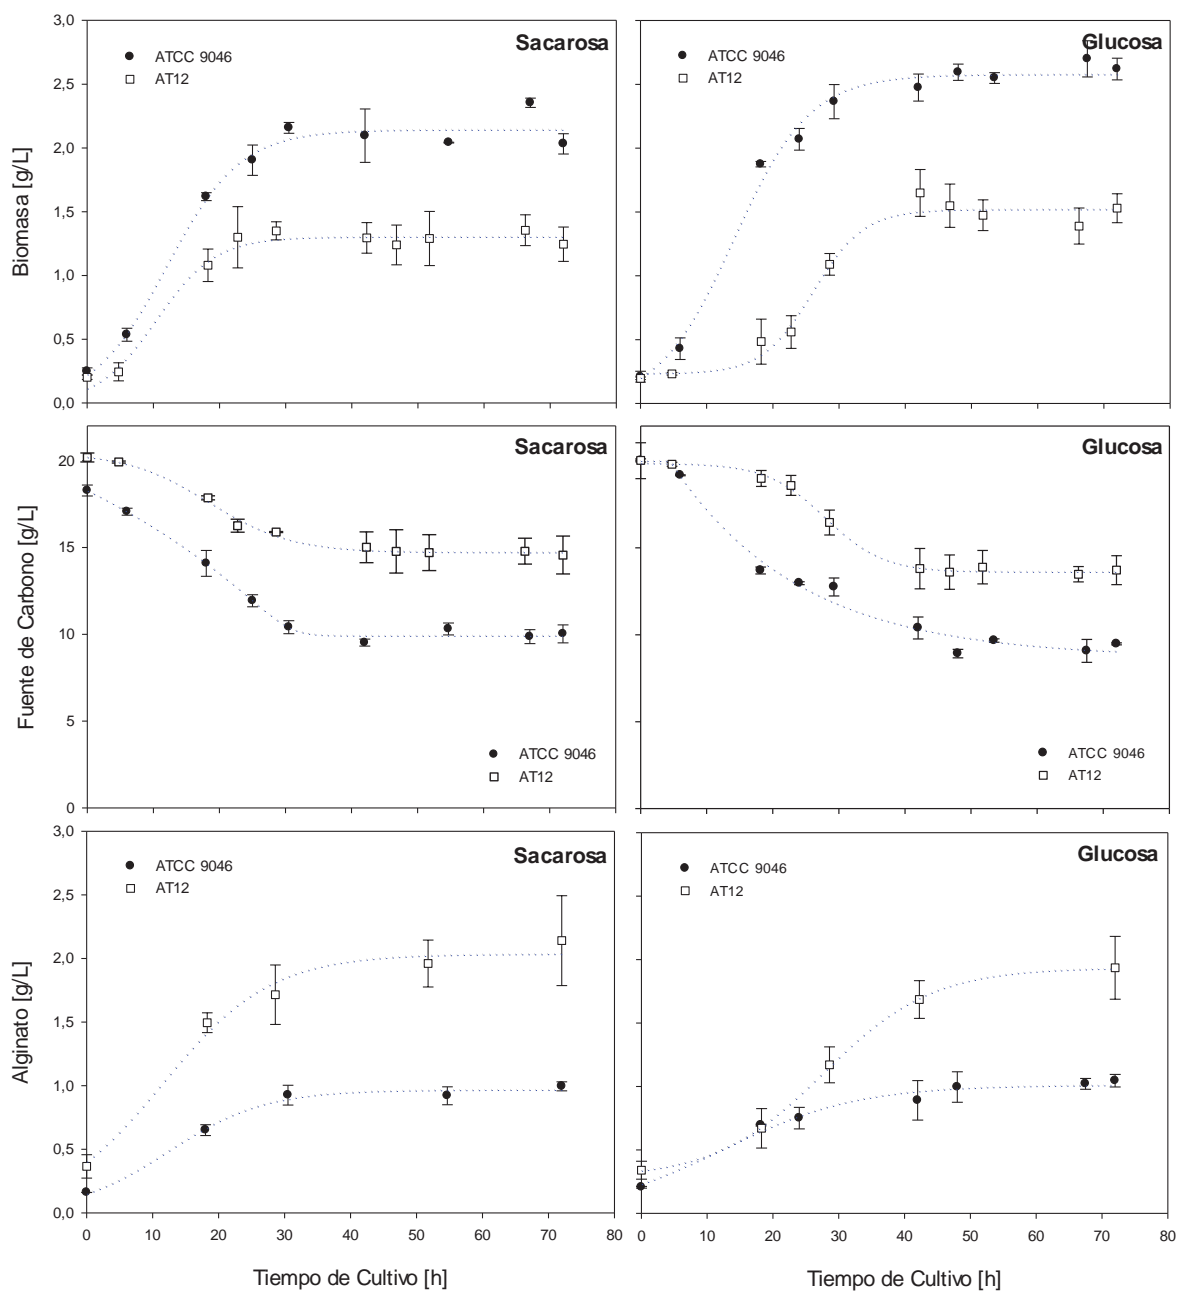 3,0
2,5
2,0
1,5
1,0
0,5
0,0
Biomasa [g/L]
ATCC 9046
AT12
Sacarosa
ATCC 9046
AT12
Glucosa
20
15
10
5
0
Fuente de Carbono [g/L]
Sacarosa
ATCC 9046
AT12
Glucosa
ATCC 9046
AT12
3,0
2,5
2,0
1,5
1,0
0,5
0,0
Alginato [g/L]
ATCC 9046
AT12
Sacarosa
ATCC 9046
AT12
Glucosa
0 10 20 30 40 50 60 70 80
Tiempo de Cultivo [h]
0 10 20 30 40 50 60 70 80
Tiempo de Cultivo [h]